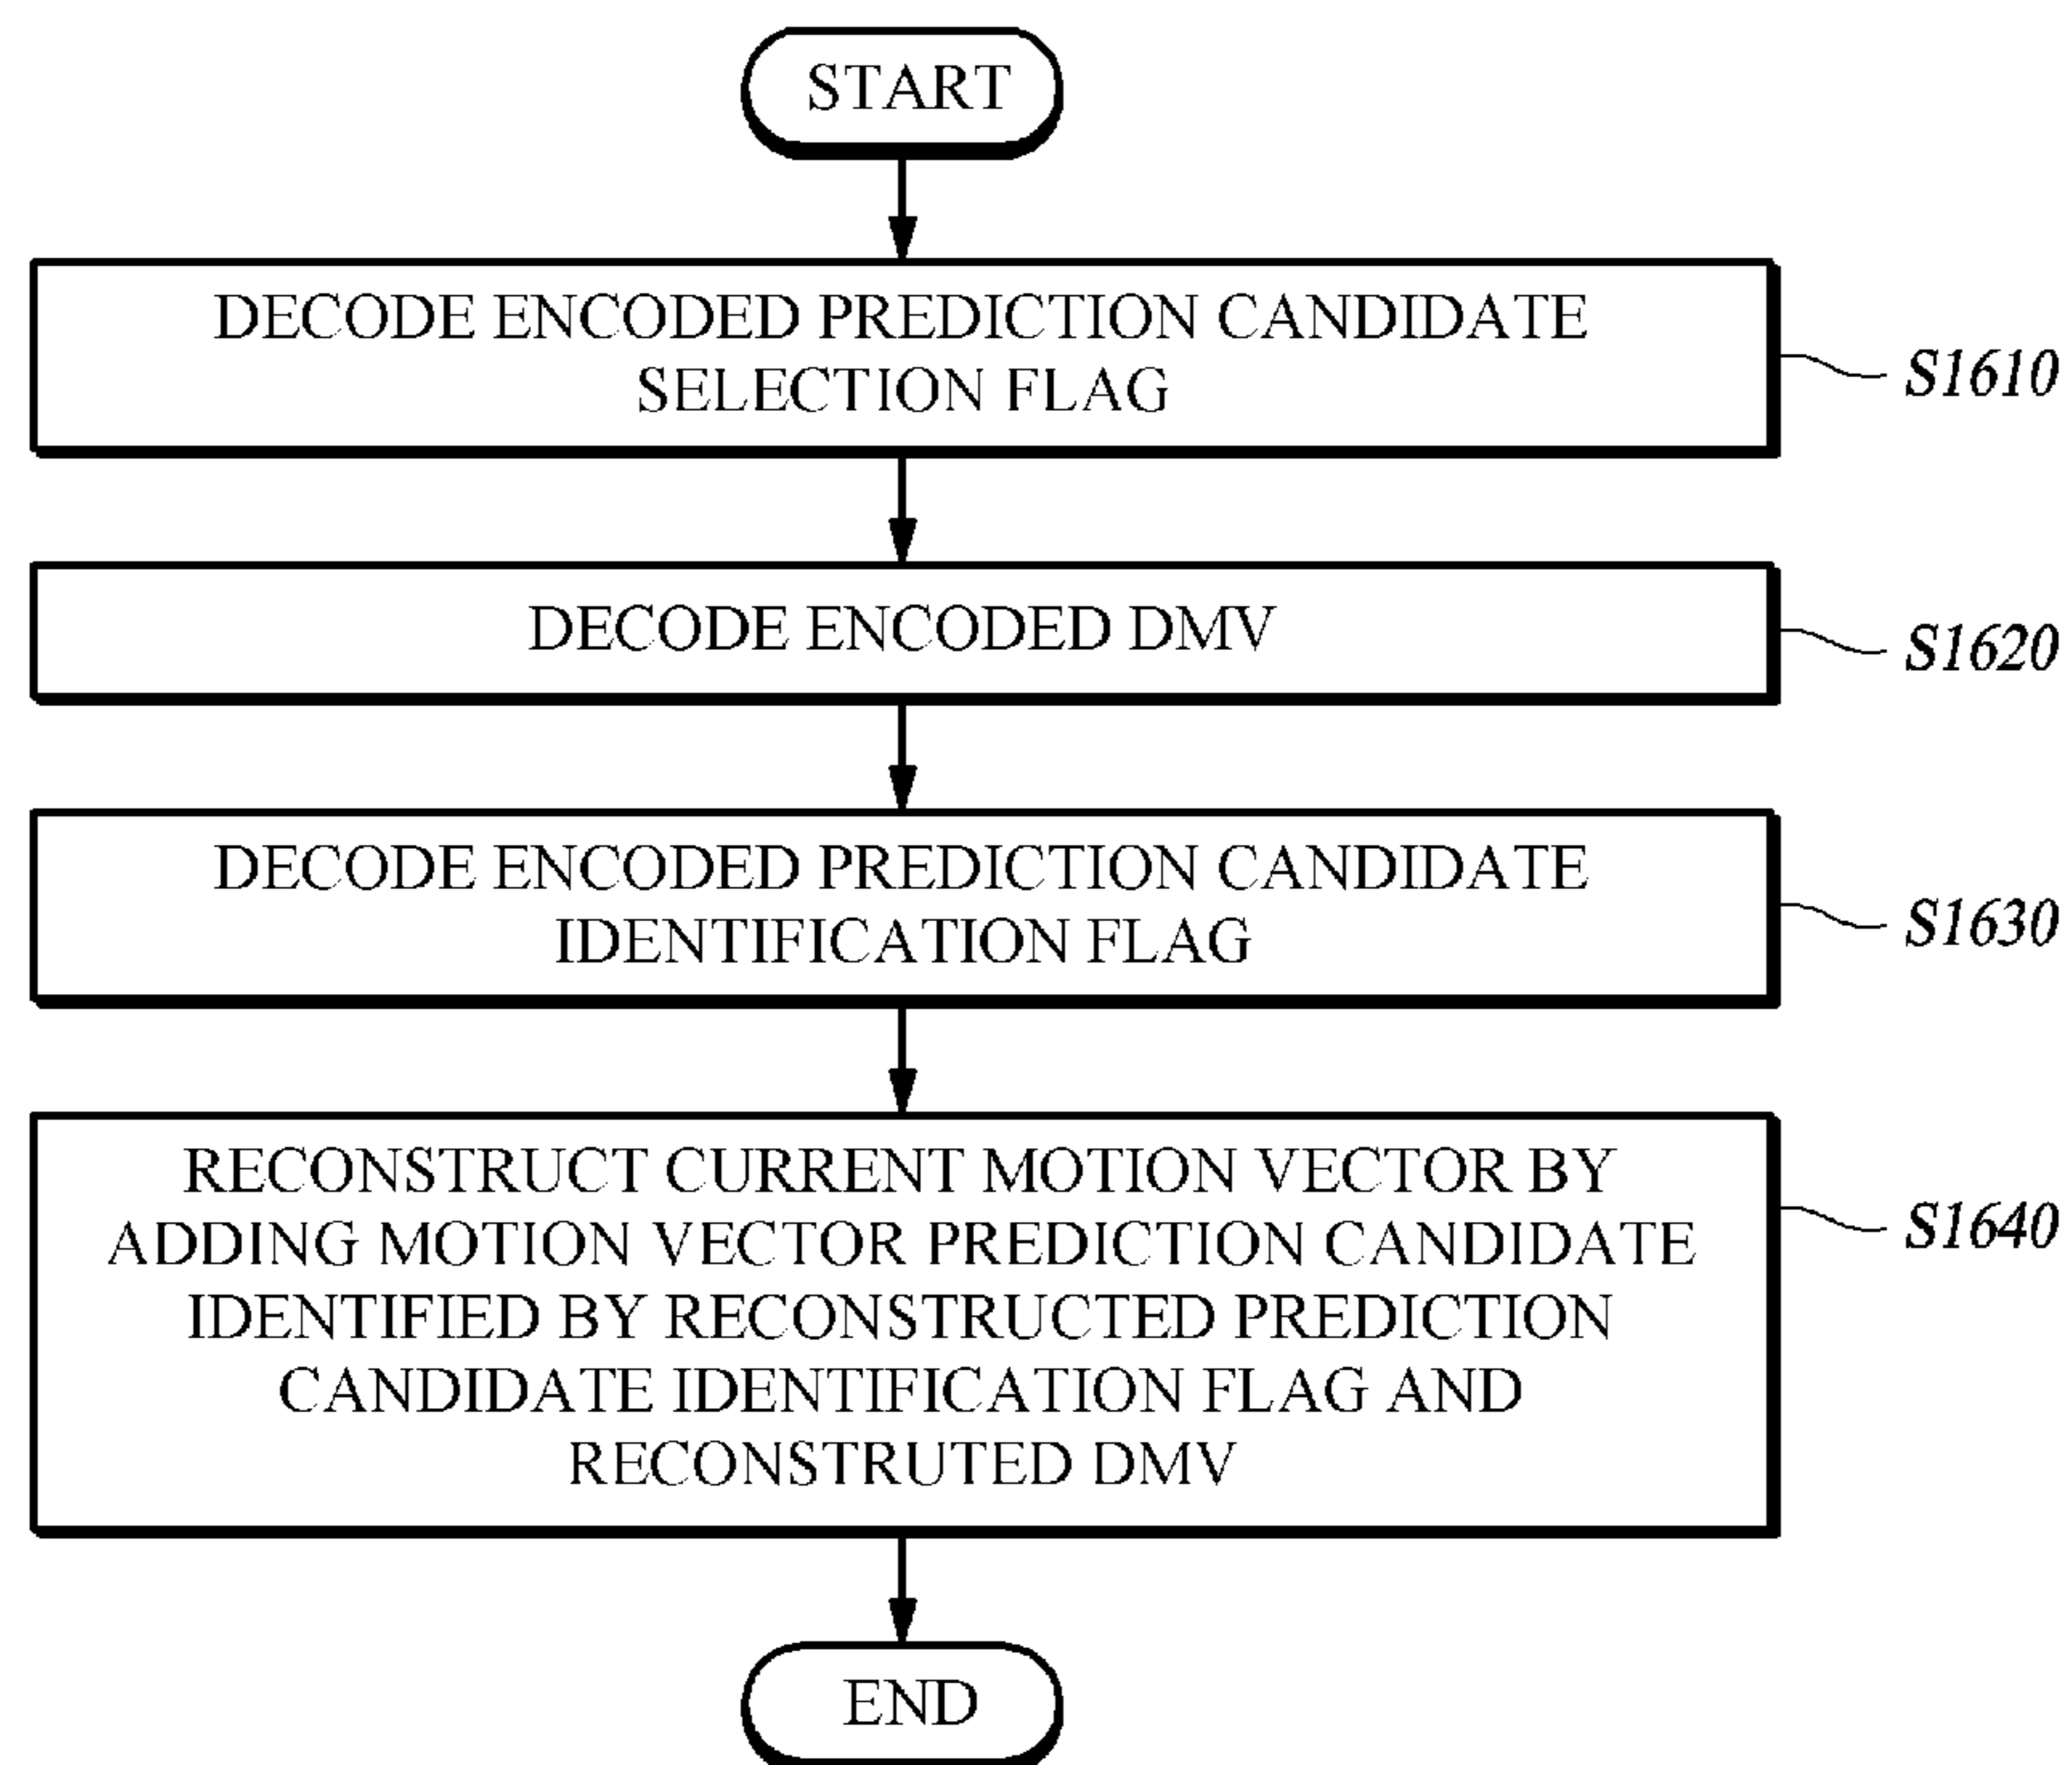 START
DECODE ENCODED PREDICTION CANDIDATE
SELECTION FLAG
S1610
DECODE ENCODED DMV
S1620
DECODE ENCODED PREDICTION CANDIDATE
IDENTIFICATION FLAG
S1630
RECONSTRUCT CURRENT MOTION VECTOR BY
ADDING MOTION VECTOR PREDICTION CANDIDATE
IDENTIFIED BY RECONSTRUCTED PREDICTION
CANDIDATE IDENTIFICATION FLAG AND
RECONSTRUTED DMV
S1640
END